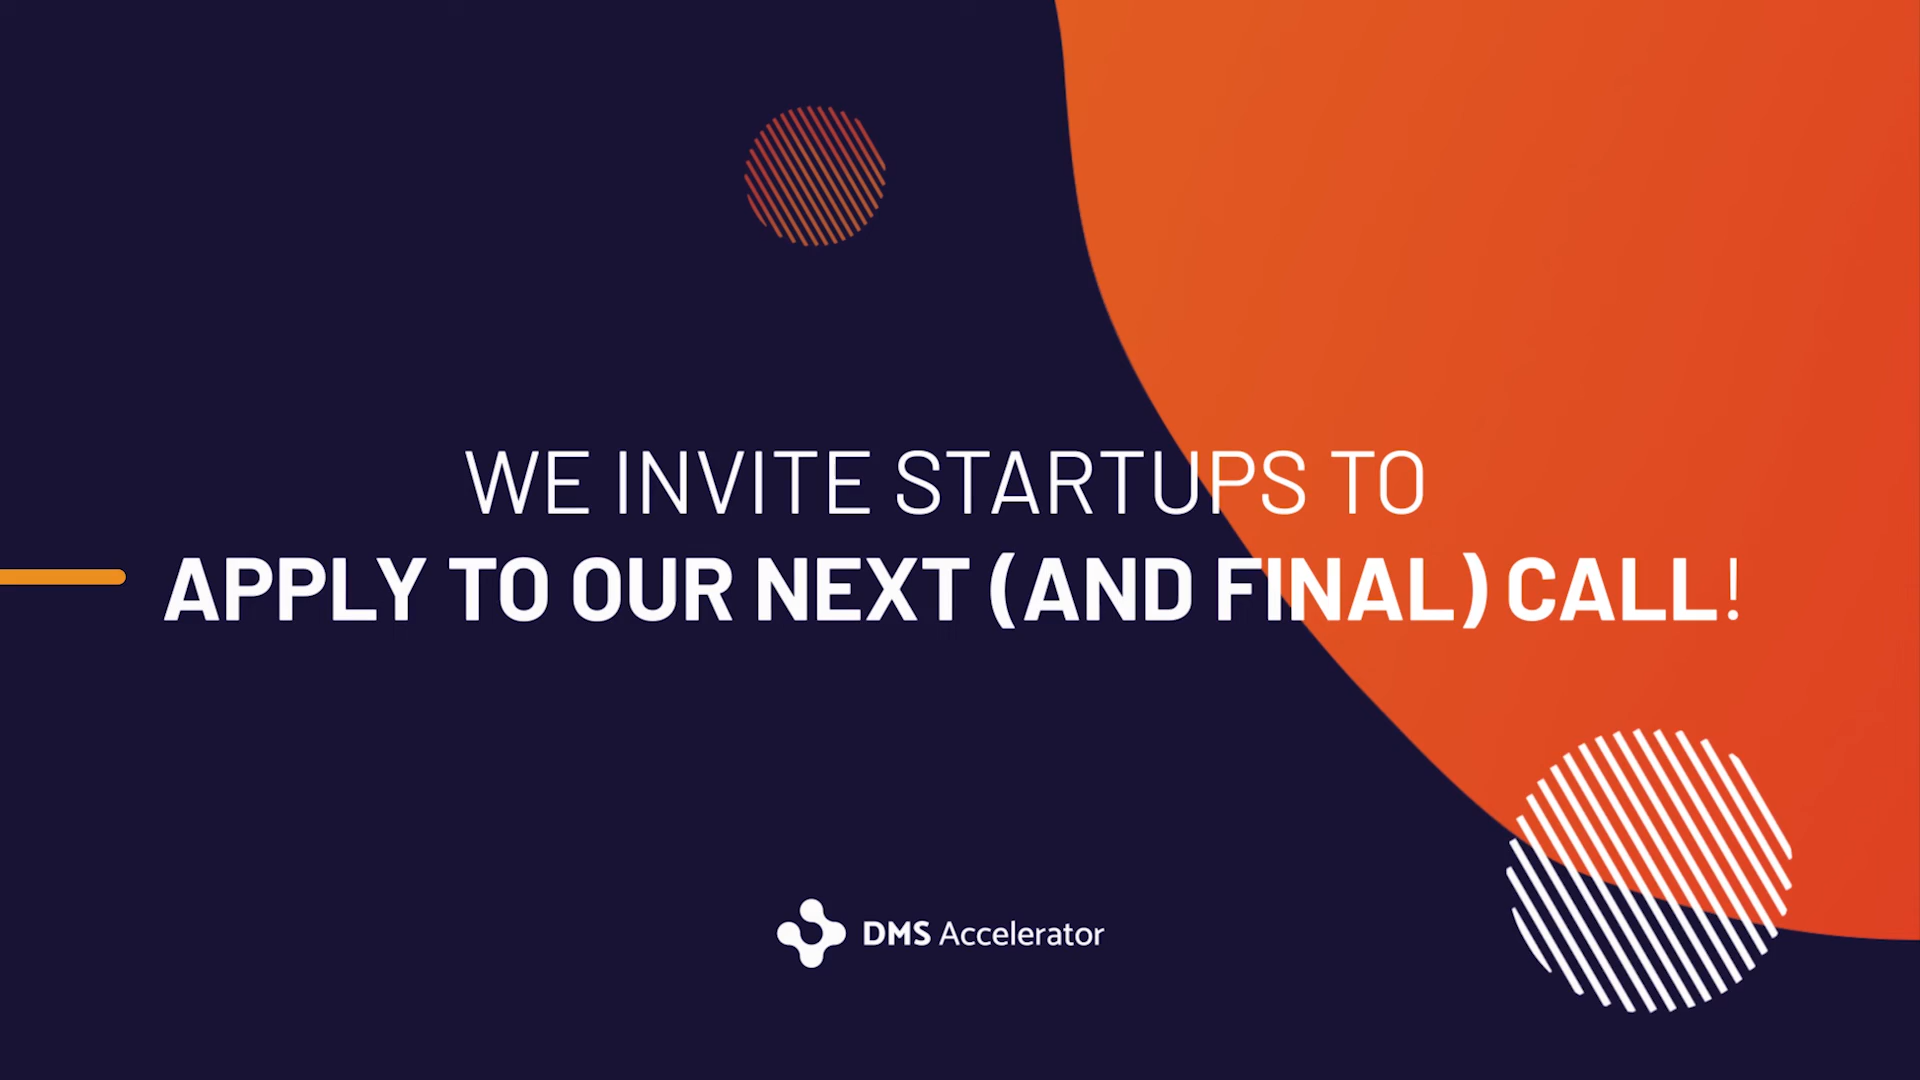 WE INVITE STARTUPS TO
APPLY TO OUR NEXT (AND FINAL) CALL!
DMS Accelerator